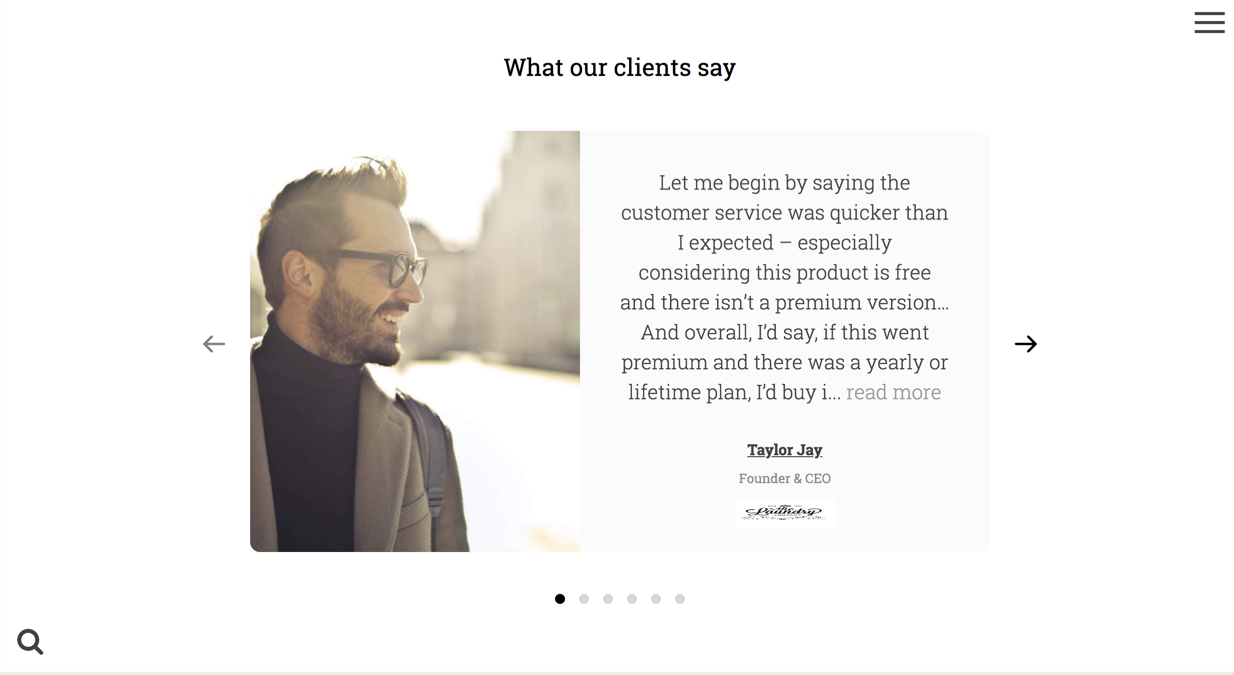 What our clients say
Let me begin by saying the
customer service was quicker than
I expected – especially
considering this product is free
and there isn’t a premium version…
And overall, I’d say, if this went
premium and there was a yearly or
lifetime plan, I’d buy i... read more
Taylor Jay
Founder & CEO
Laundry